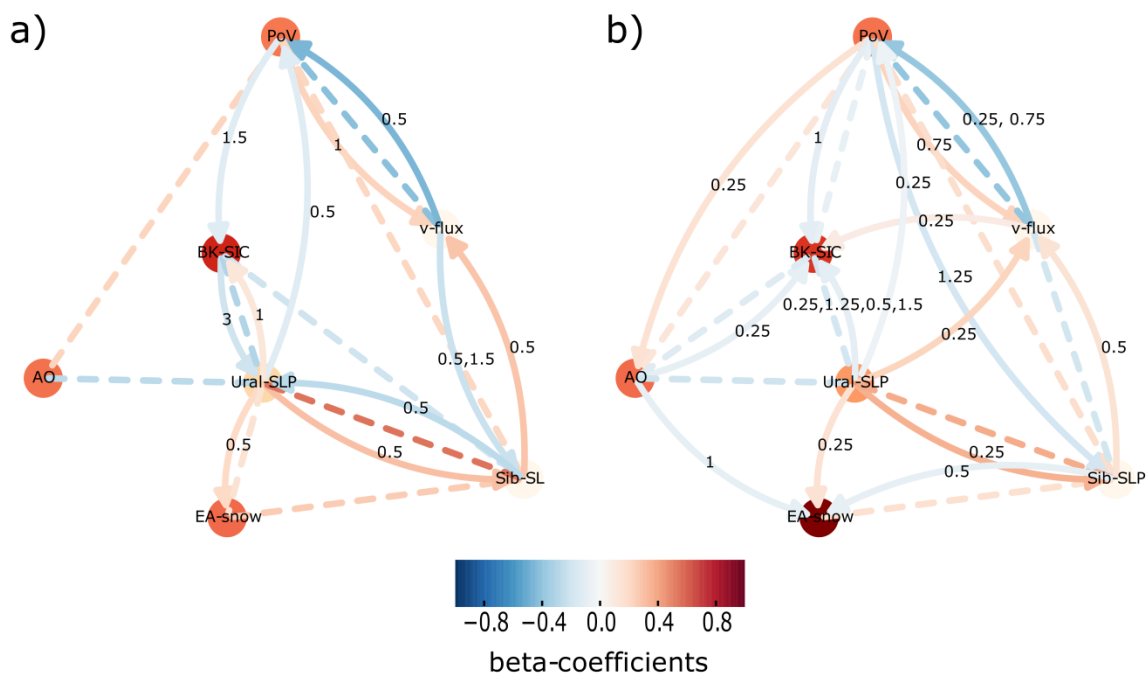 a)
PoV
0.5
1.5
1
0.5
v-flux
BK-SIC
3
1
0.5,1.5
0.5
AO
Ural-SLP
0.5
0.5
0.5
Sib-SL
EA-snow
b)
PoV
0.25, 0.75
1
0.75
0.25
0.25
0.25
v-flux
BK-SIC
1.25
0.25,1.25,0.5,1.5
0.25
0.25
0.5
AO
Ural-SLP
0.25
0.25
1
0.5
Sib-SLP
EA-snow
−0.8 −0.4 0.0 0.4 0.8
beta-coefficients